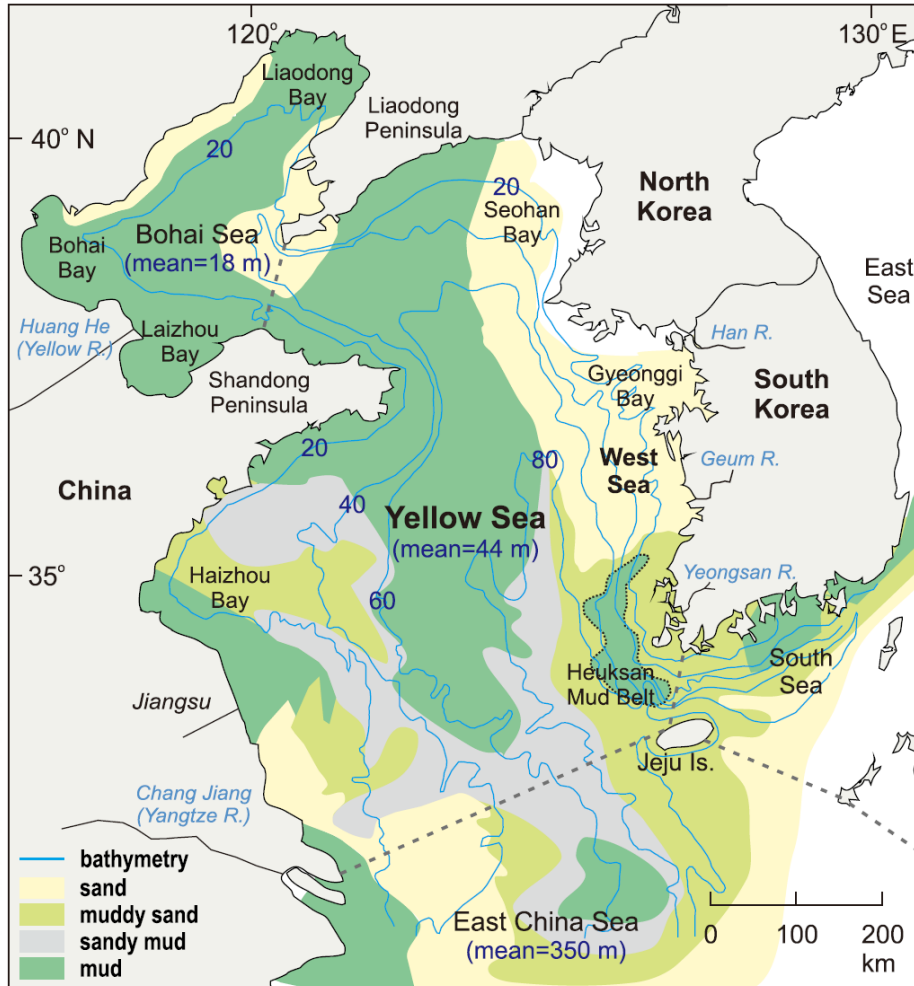 120°
130° E
Liaodong
Bay
Liaodong
Peninsula
40° N
20
20
North
Korea
Seohan
Bay
Bohai Sea
(mean=18 m)
Bohai
Bay
East
Sea
Huang He
(Yellow R.)
Laizhou
Bay
Han R.
Shandong
Peninsula
Gyeonggi
Bay
South
Korea
20
80
West
Sea
Geum R.
China
40
Yellow Sea
(mean=44 m)
35°
Haizhou
Bay
60
Yeongsan R.
Heuksan
Mud Belt
South
Sea
Jiangsu
Jeju Is.
Chang Jiang
(Yangtze R.)
bathymetry
sand
muddy sand
sandy mud
mud
East China Sea
(mean=350 m)
0 100 200
km